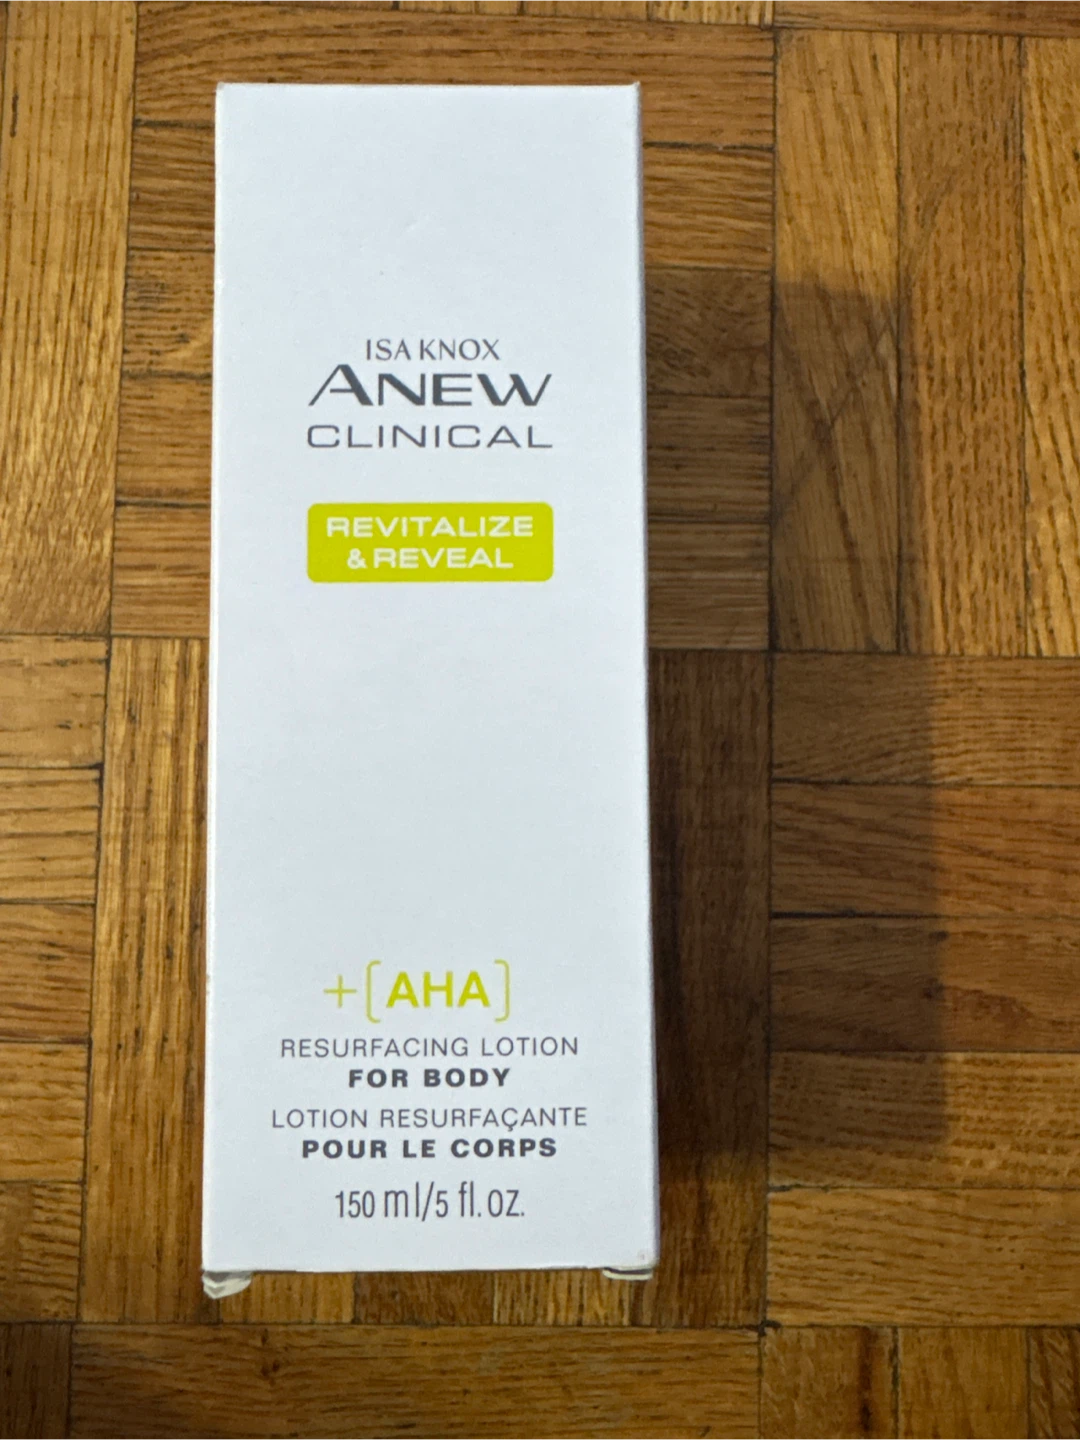 ISA KNOX
ANEW
CLINICAL
REVITALIZE
& REVEAL
+[AHA]
RESURFACING LOTION
FOR BODY
LOTION RESURFAÇANTE
POUR LE CORPS
150 ml/5 fl. oz.